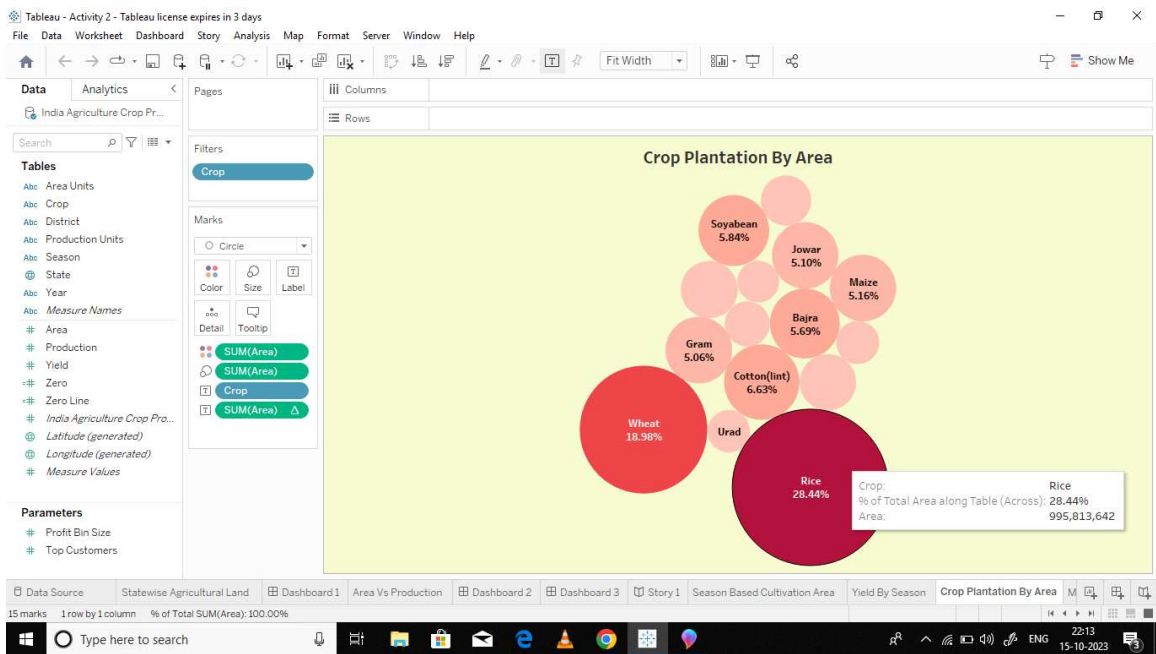 Tableau - Activity 2 - Tableau license expires in 3 days
File Data Worksheet Dashboard Story Analysis Map Format Server Window Help
Fit Width
Show Me
Data Analytics
India Agriculture Crop Pr...
Search
Tables
Abc Area Units
Abc Crop
Abc District
Abc Production Units
Abc Season
State
Abc Year
Abc Measure Names
# Area
# Production
# Yield
=# Zero
=# Zero Line
# India Agriculture Crop Pro...
Latitude (generated)
Longitude (generated)
# Measure Values
Parameters
# Profit Bin Size
# Top Customers
Pages
Filters
Crop
Marks
Circle
Color Size Label
Detail Tooltip
SUM(Area)
SUM(Area)
Crop
SUM(Area) Δ
Columns
Rows
Crop Plantation By Area
Soyabean
5.84%
Jowar
5.10%
Maize
5.16%
Bajra
5.69%
Gram
5.06%
Cotton(lint)
6.63%
Wheat
18.98%
Urad
Rice
28.44%
Crop: Rice
% of Total Area along Table (Across): 28.44%
Area: 995,813,642
Data Source Statewise Agricultural Land Dashboard 1 Area Vs Production Dashboard 2 Dashboard 3 Story 1 Season Based Cultivation Area Yield By Season Crop Plantation By Area M
15 marks 1 row by 1 column % of Total SUM(Area): 100.00%
Type here to search
ENG
22:13
15-10-2023
3